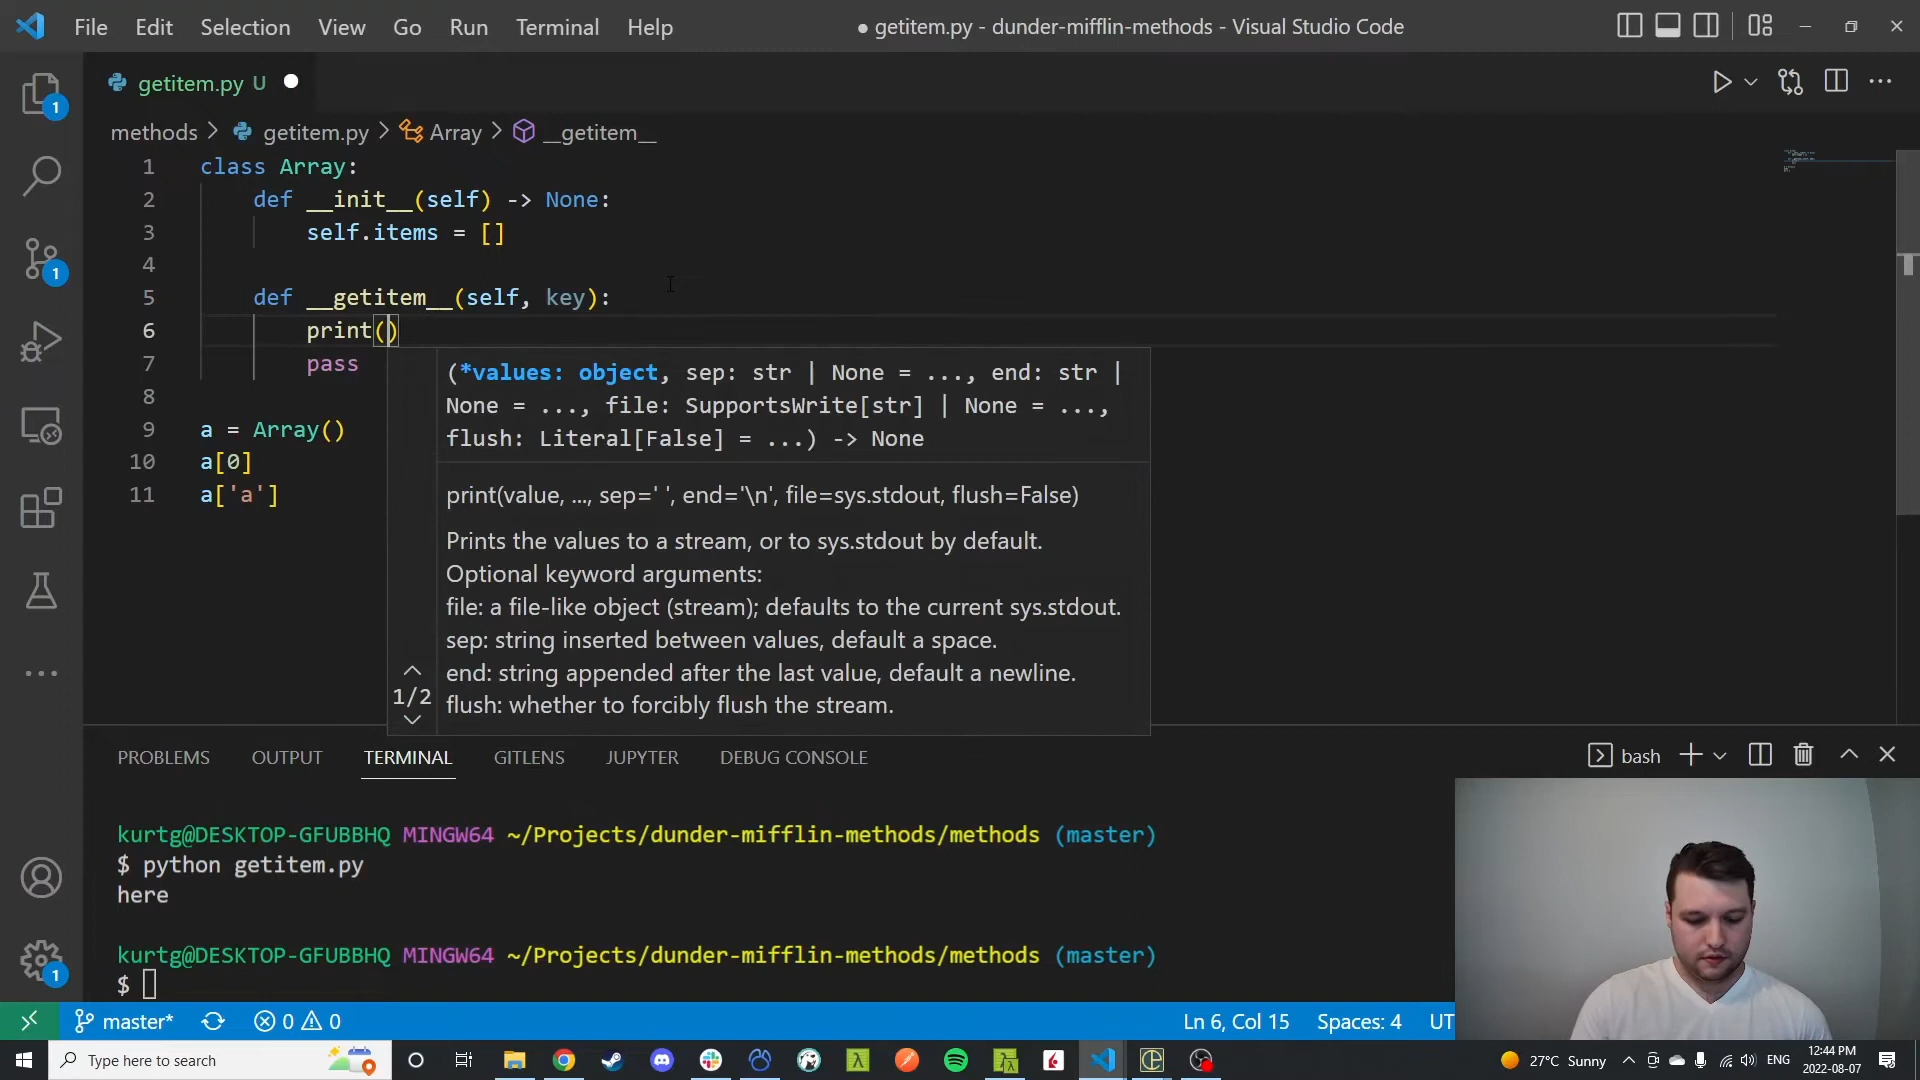 File Edit Selection View Go Run Terminal Help ● getitem.py - dunder-mifflin-methods - Visual Studio Code
getitem.py U
methods > getitem.py > Array > __getitem__
1 class Array:
2 def __init__(self) -> None:
3 self.items = []
4
5 def __getitem__(self, key):
6 print()
7 pass
8
9 a = Array()
10 a[0]
11 a['a']
(*values: object, sep: str | None = ..., end: str |
None = ..., file: SupportsWrite[str] | None = ...,
flush: Literal[False] = ...) -> None
print(value, ..., sep=' ', end='\n', file=sys.stdout, flush=False)
Prints the values to a stream, or to sys.stdout by default.
Optional keyword arguments:
file: a file-like object (stream); defaults to the current sys.stdout.
sep: string inserted between values, default a space.
end: string appended after the last value, default a newline.
flush: whether to forcibly flush the stream.
1/2
1
1
1
PROBLEMS OUTPUT TERMINAL GITLENS JUPYTER DEBUG CONSOLE bash
kurtg@DESKTOP-GFUBBHQ MINGW64 ~/Projects/dunder-mifflin-methods/methods (master)
$ python getitem.py
here
kurtg@DESKTOP-GFUBBHQ MINGW64 ~/Projects/dunder-mifflin-methods/methods (master)
$
master* 0 0 Ln 6, Col 15 Spaces: 4 UT
Type here to search 27°C Sunny ENG 12:44 PM
2022-08-07